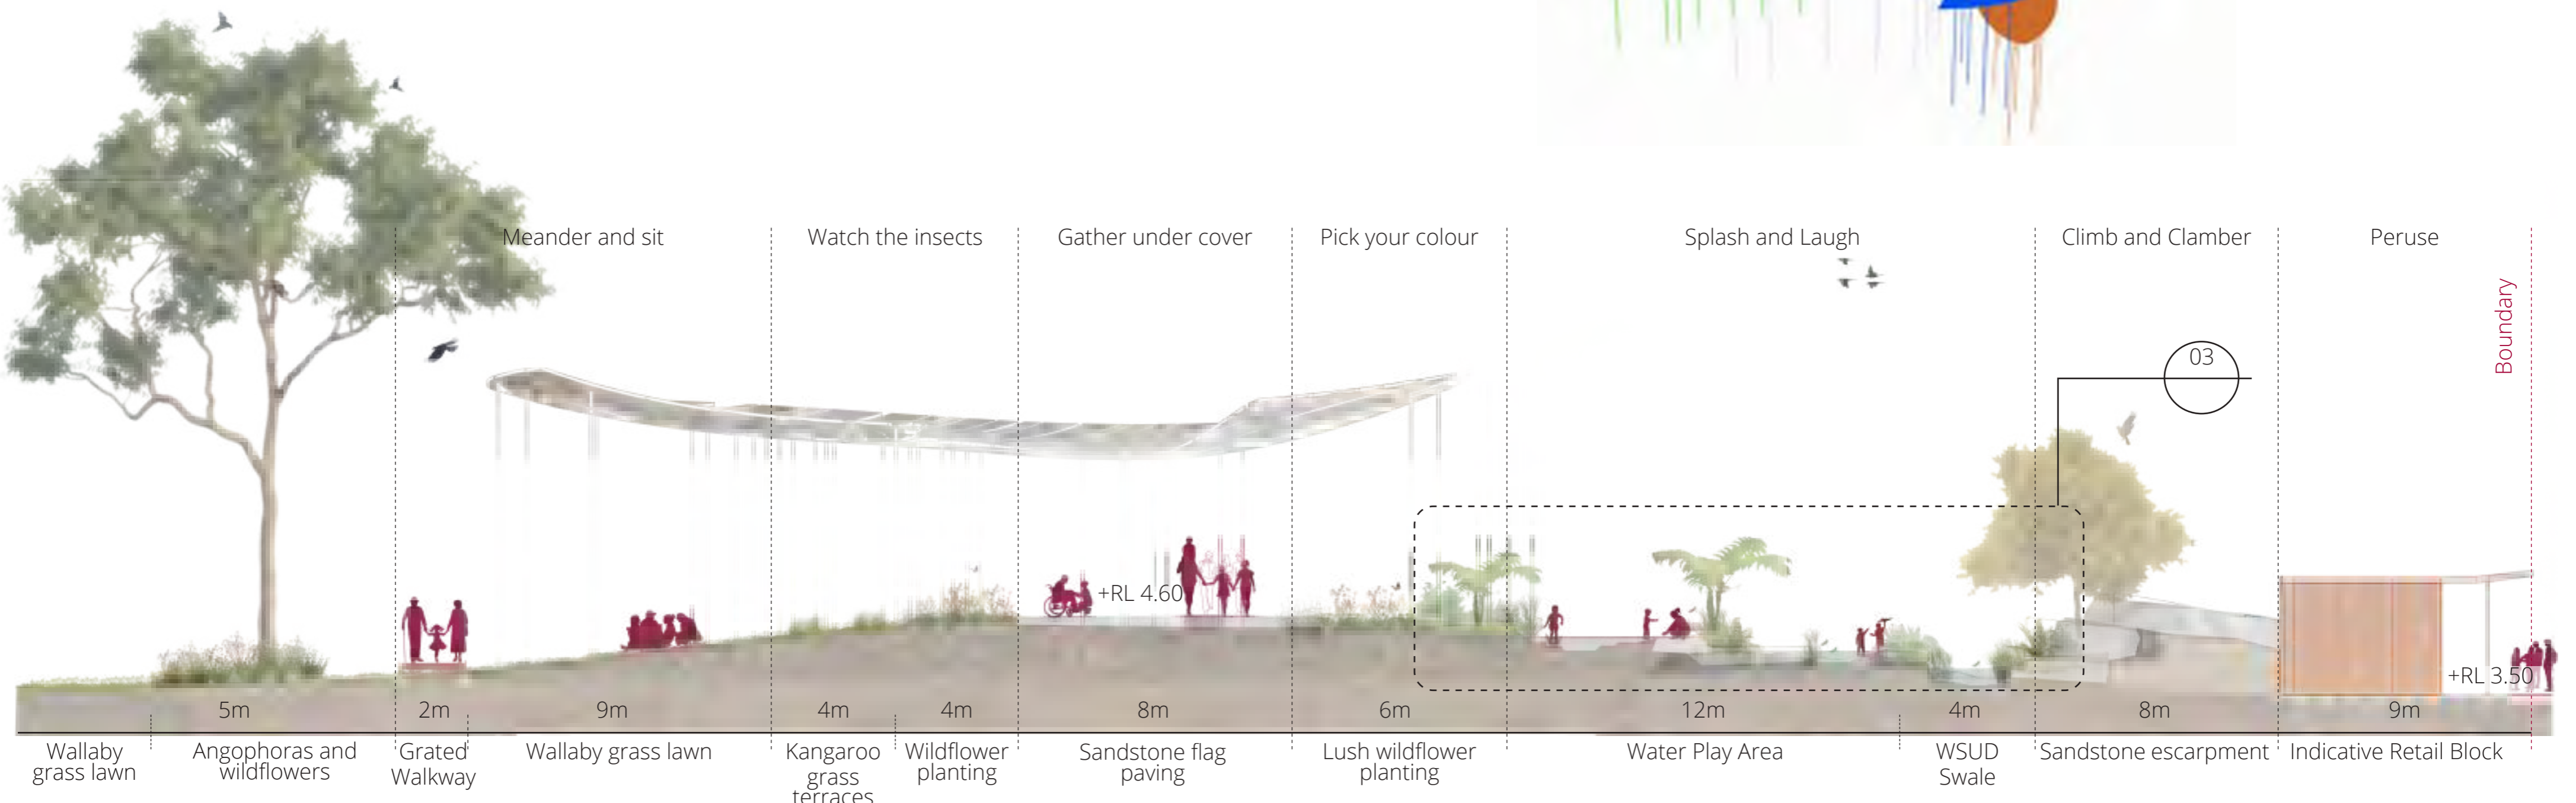 Meander and sit
Watch the insects
Gather under cover
Pick your colour
Splash and Laugh
Climb and Clamber
Peruse
Boundary
03
+RL 4.60
+RL 3.50
5m
2m
9m
4m
4m
8m
6m
12m
4m
8m
9m
Wallaby
grass lawn
Angophoras and
wildflowers
Grated
Walkway
Wallaby grass lawn
Kangaroo
grass
terraces
Wildflower
planting
Sandstone flag
paving
Lush wildflower
planting
Water Play Area
WSUD
Swale
Sandstone escarpment
Indicative Retail Block